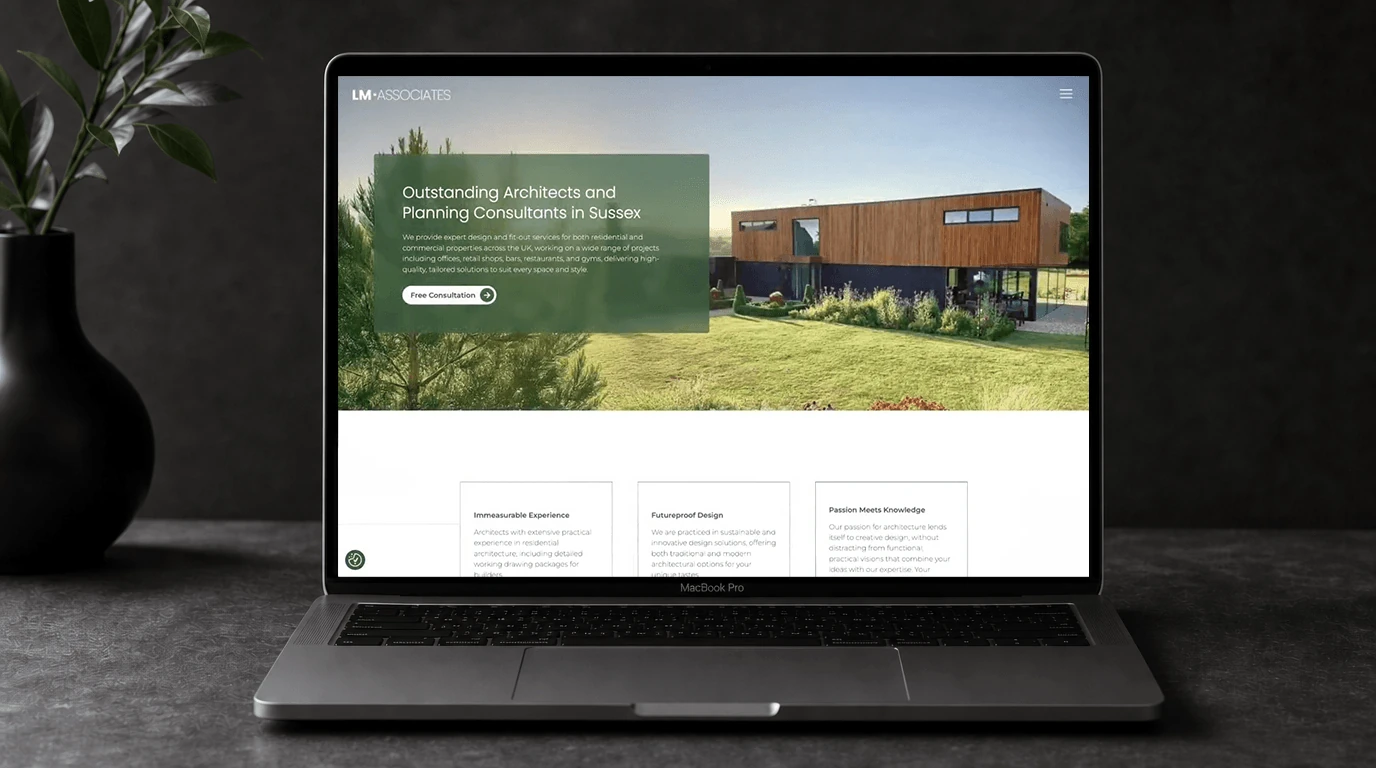 LM·ASSOCIATES
Outstanding Architects and
Planning Consultants in Sussex
We provide expert design and fit-out services for both residential and
commercial properties across the UK, working on a wide range of projects
including offices, retail shops, bars, restaurants, and gyms, delivering high-
quality, tailored solutions to suit every space and style.
Free Consultation
Immeasurable Experience
Architects with extensive practical
experience in residential
architecture, including detailed
working drawing packages for
builders.
Futureproof Design
We are practiced in sustainable and
innovative design solutions, offering
both traditional and modern
architectural options for your
unique tastes.
Passion Meets Knowledge
Our passion for architecture lends
itself to creative design, without
distracting from functional,
practical visions that combine your
ideas with our expertise. Your
MacBook Pro